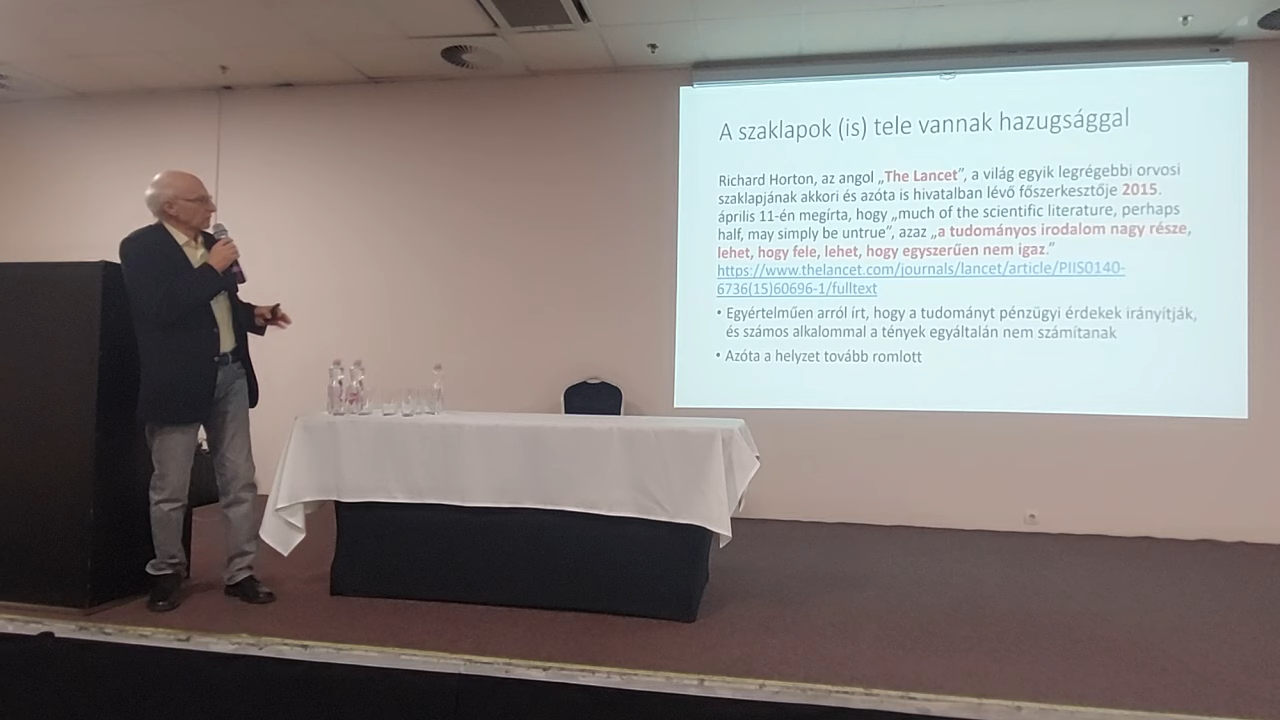 A szaklapok (is) tele vannak hazugsággal
Richard Horton, az angol „The Lancet”, a világ egyik legrégebbi orvosi
szaklapjának akkori és azóta is hivatalban lévő főszerkesztője 2015.
április 11-én megírta, hogy „much of the scientific literature, perhaps
half, may simply be untrue”, azaz „a tudományos irodalom nagy része,
lehet, hogy fele, lehet, hogy egyszerűen nem igaz.”
https://www.thelancet.com/journals/lancet/article/PIIS0140-
6736(15)60696-1/fulltext
• Egyértelműen arról írt, hogy a tudományt pénzügyi érdekek irányítják,
és számos alkalommal a tények egyáltalán nem számítanak
• Azóta a helyzet tovább romlott